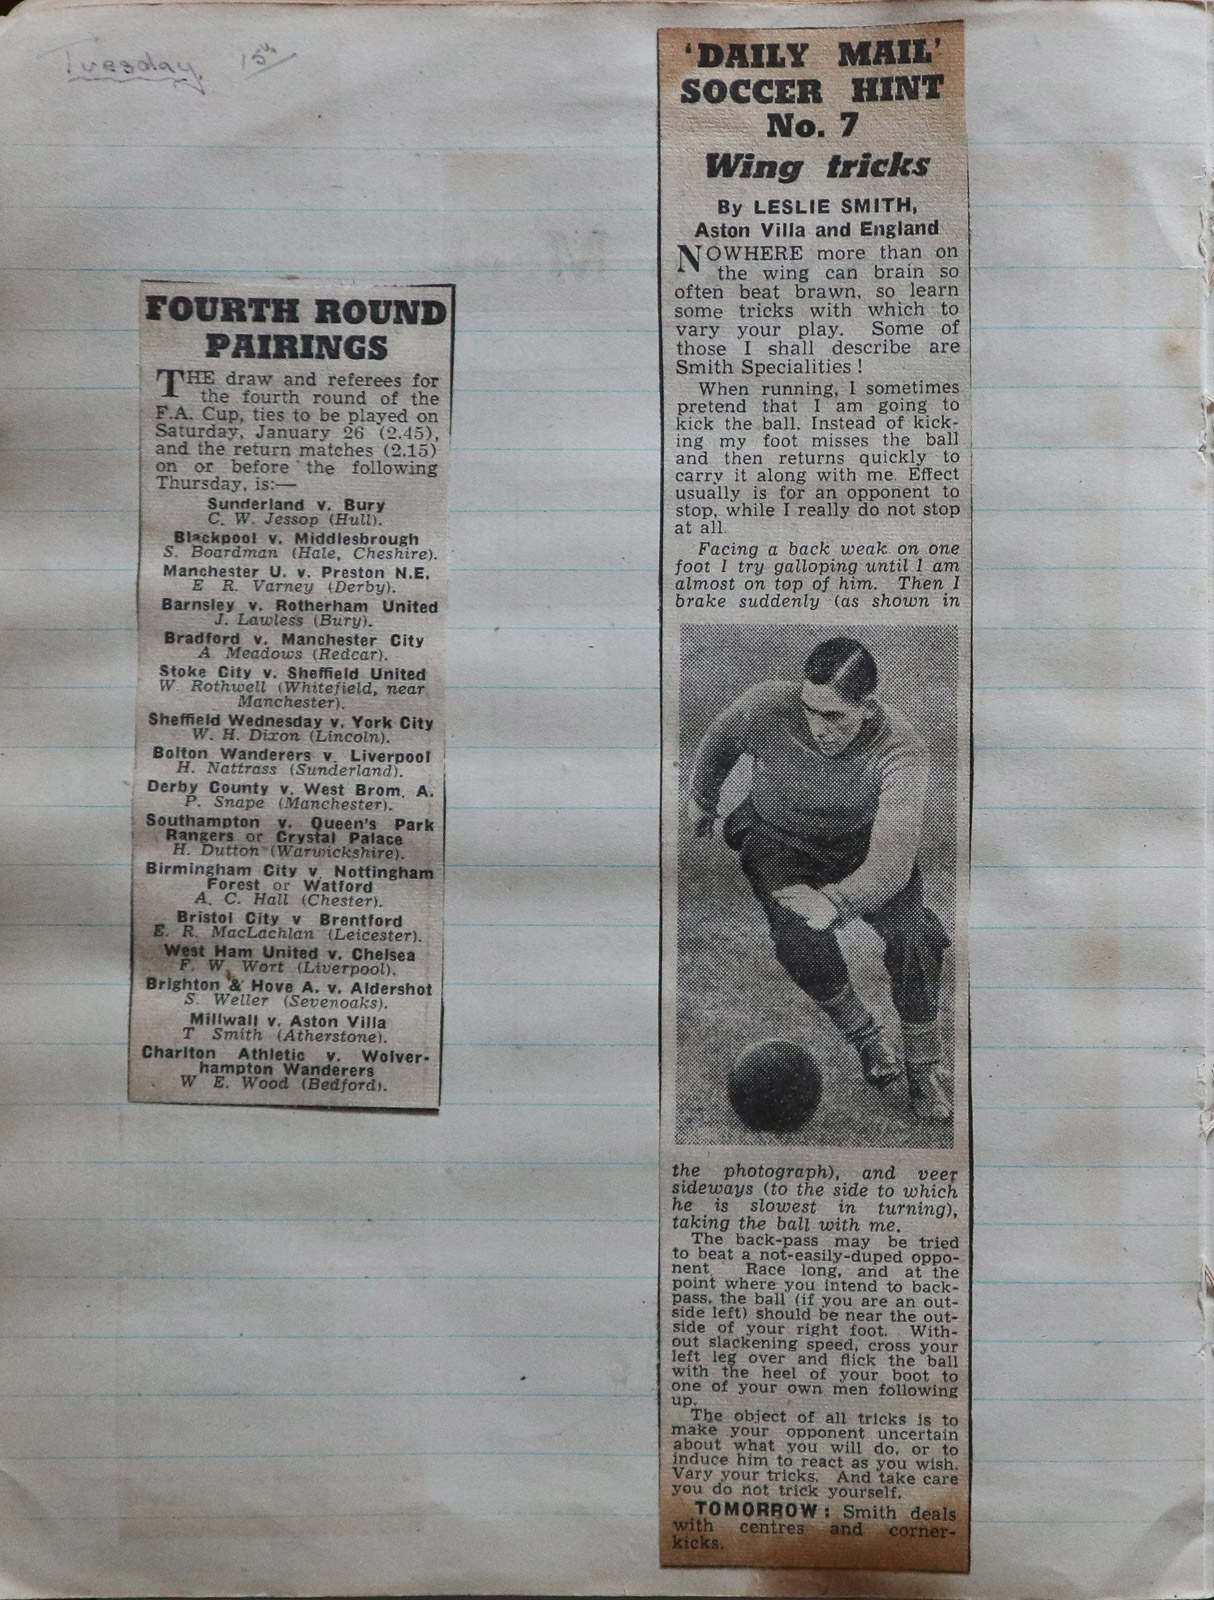 Tuesday. 15th
FOURTH ROUND
PAIRINGS
THE draw and referees for
the fourth round of the
F.A. Cup, ties to be played on
Saturday, January 26 (2.45),
and the return matches (2.15)
on or before the following
Thursday, is:—
Sunderland v. Bury
C. W. Jessop (Hull).
Blackpool v. Middlesbrough
S. Boardman (Hale, Cheshire).
Manchester U. v. Preston N.E.
E R. Varney (Derby).
Barnsley v. Rotherham United
J. Lawless (Bury).
Bradford v. Manchester City
A Meadows (Redcar).
Stoke City v. Sheffield United
W Rothwell (Whitefield, near
Manchester).
Sheffield Wednesday v. York City
W. H. Dixon (Lincoln).
Bolton Wanderers v. Liverpool
H. Nattrass (Sunderland).
Derby County v. West Brom. A.
P. Snape (Manchester).
Southampton v. Queen's Park
Rangers or Crystal Palace
H. Dutton (Warwickshire).
Birmingham City v Nottingham
Forest or Watford
A. C. Hall (Chester).
Bristol City v Brentford
E. R. MacLachlan (Leicester).
West Ham United v. Chelsea
F. W. Wort (Liverpool).
Brighton & Hove A. v. Aldershot
S. Weller (Sevenoaks).
Millwall v. Aston Villa
T Smith (Atherstone).
Charlton Athletic v. Wolver-
hampton Wanderers
W E. Wood (Bedford).
'DAILY MAIL'
SOCCER HINT
No. 7
Wing tricks
By LESLIE SMITH,
Aston Villa and England
NOWHERE more than on
the wing can brain so
often beat brawn, so learn
some tricks with which to
vary your play. Some of
those I shall describe are
Smith Specialities!
When running, I sometimes
pretend that I am going to
kick the ball. Instead of kick-
ing my foot misses the ball
and then returns quickly to
carry it along with me. Effect
usually is for an opponent to
stop, while I really do not stop
at all.
Facing a back weak on one
foot I try galloping until I am
almost on top of him. Then I
brake suddenly (as shown in
the photograph), and veer
sideways (to the side to which
he is slowest in turning),
taking the ball with me.
The back-pass may be tried
to beat a not-easily-duped oppo-
nent Race long, and at the
point where you intend to back-
pass, the ball (if you are an out-
side left) should be near the out-
side of your right foot. With-
out slackening speed, cross your
left leg over and flick the ball
with the heel of your boot to
one of your own men following
up.
The object of all tricks is to
make your opponent uncertain
about what you will do, or to
induce him to react as you wish.
Vary your tricks. And take care
you do not trick yourself.
TOMORROW: Smith deals
with centres and corner-
kicks.